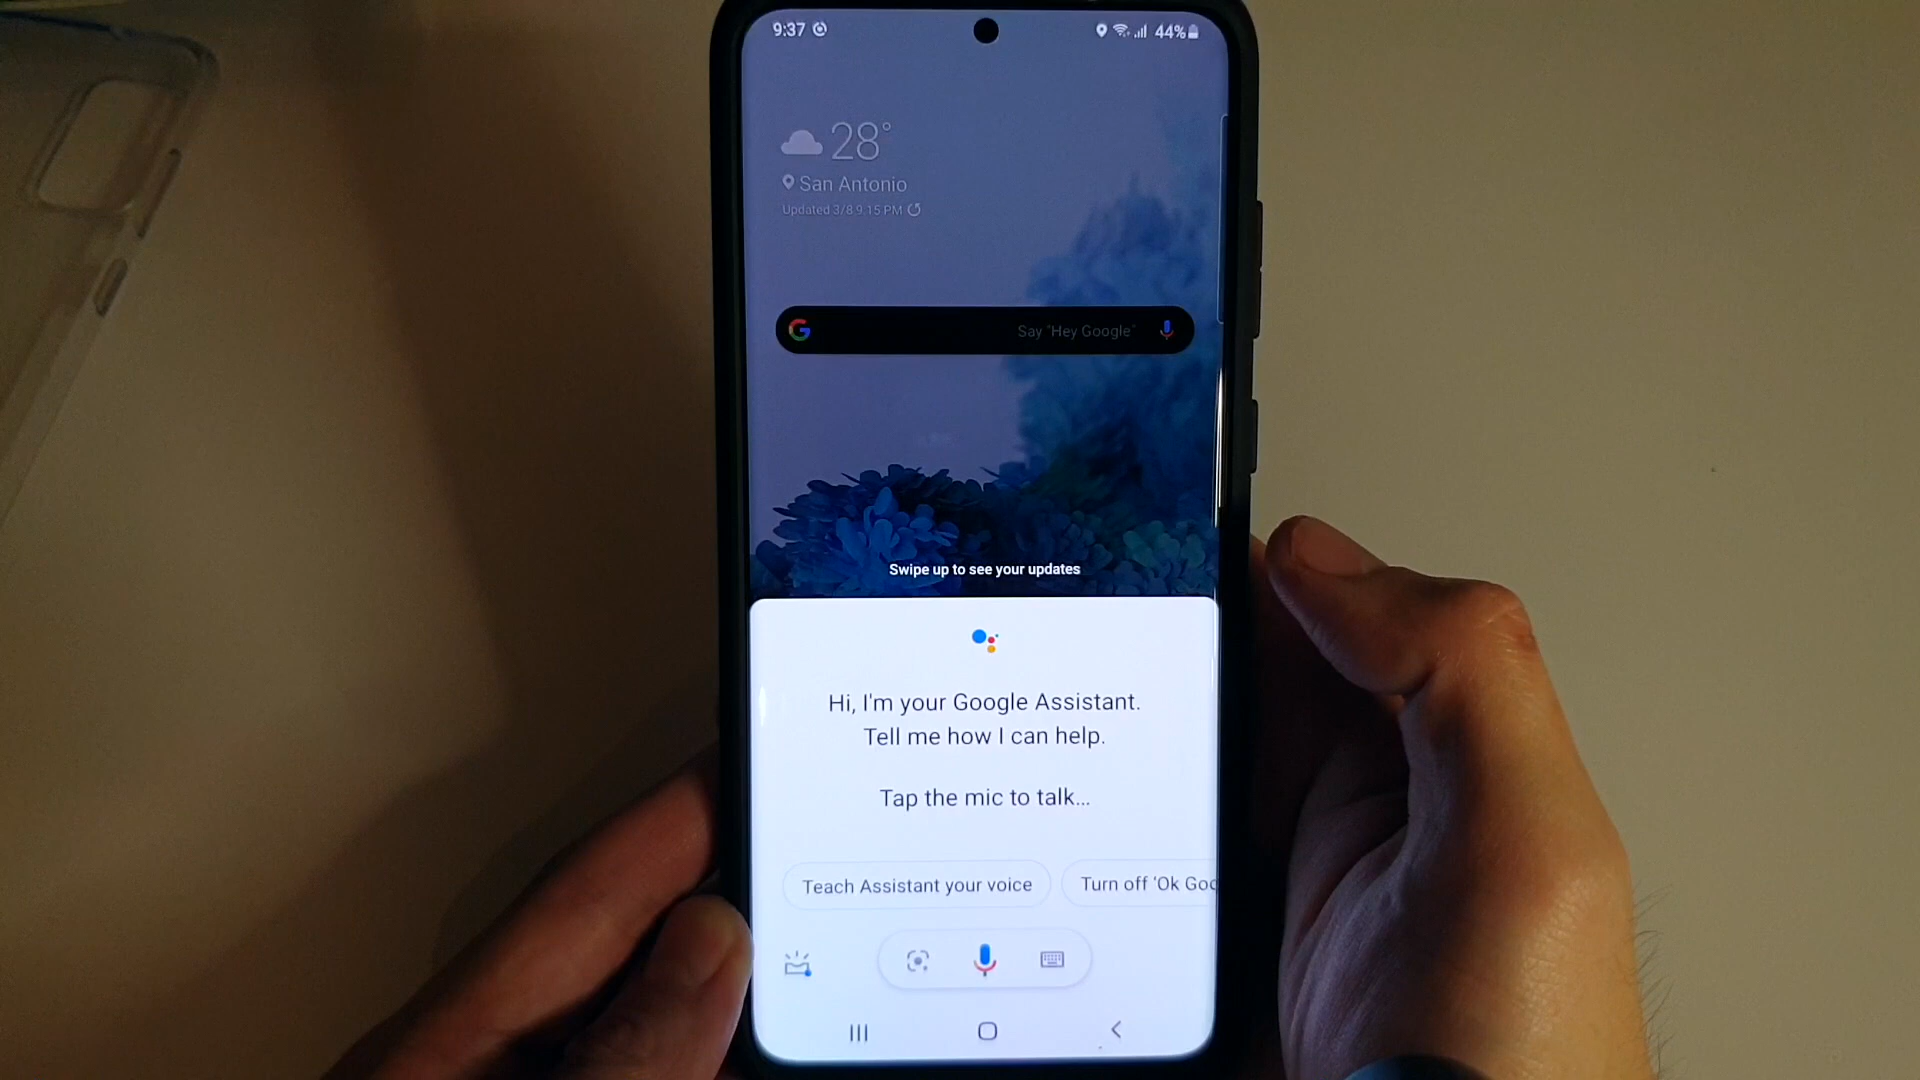 9:37
44%
28°
San Antonio
Updated 3/8 9:15 PM
Say "Hey Google"
Swipe up to see your updates
Hi, I'm your Google Assistant.
Tell me how I can help.
Tap the mic to talk...
Teach Assistant your voice
Turn off 'Ok Goo